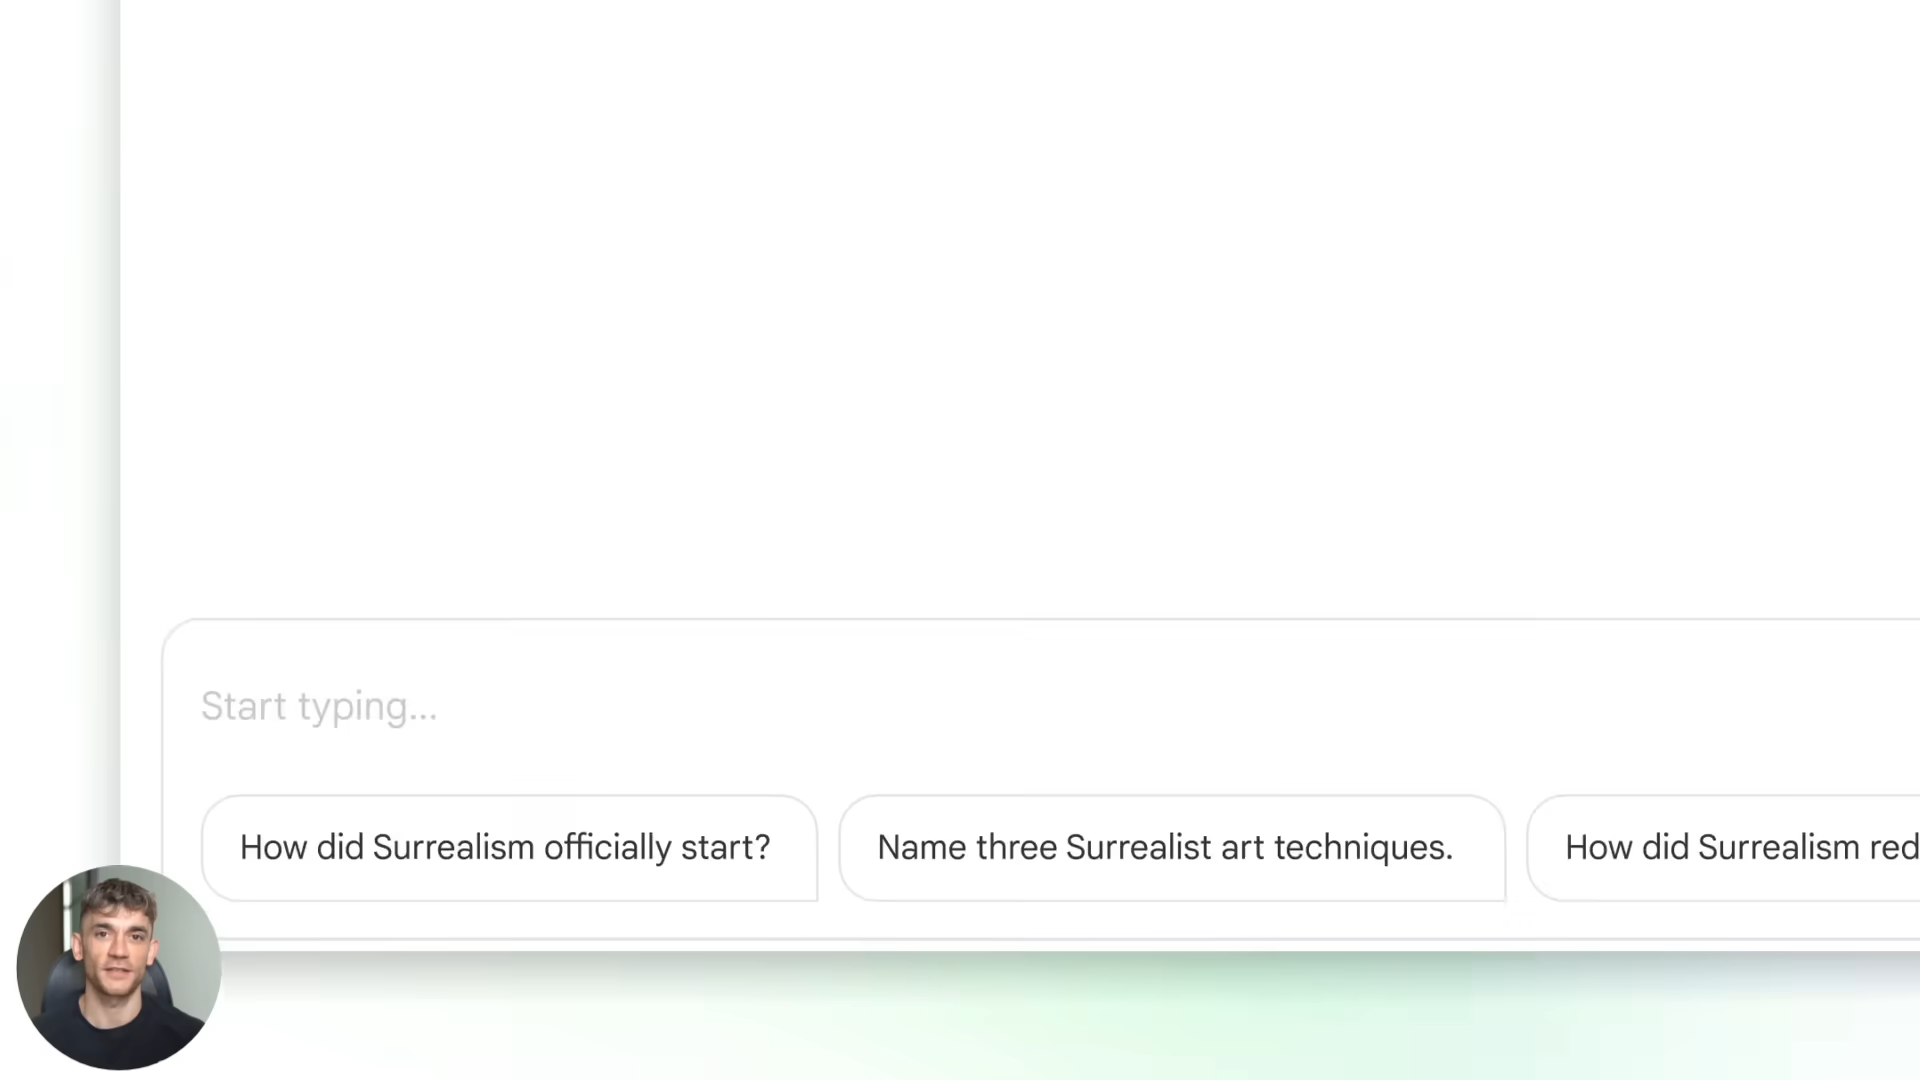 Start typing...
How did Surrealism officially start?
Name three Surrealist art techniques.
How did Surrealism red